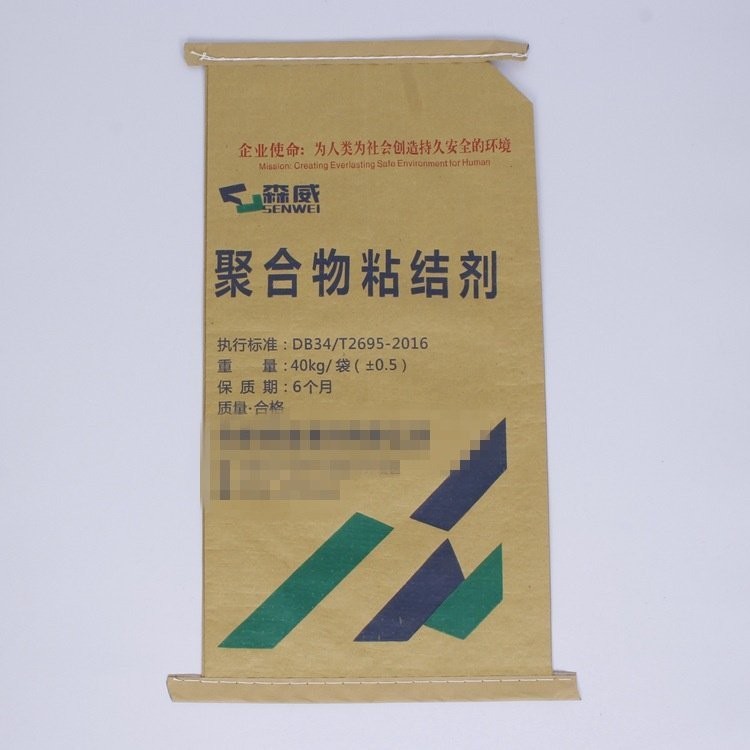 企业使命：为人类为社会创造持久安全的环境
Mission: Creating Everlasting Safe Environment for Human
森威
SENWEI
聚合物粘结剂
执行标准：DB34/T2695-2016
重 量：40kg/袋（±0.5）
保 质 期：6个月
质量·合格